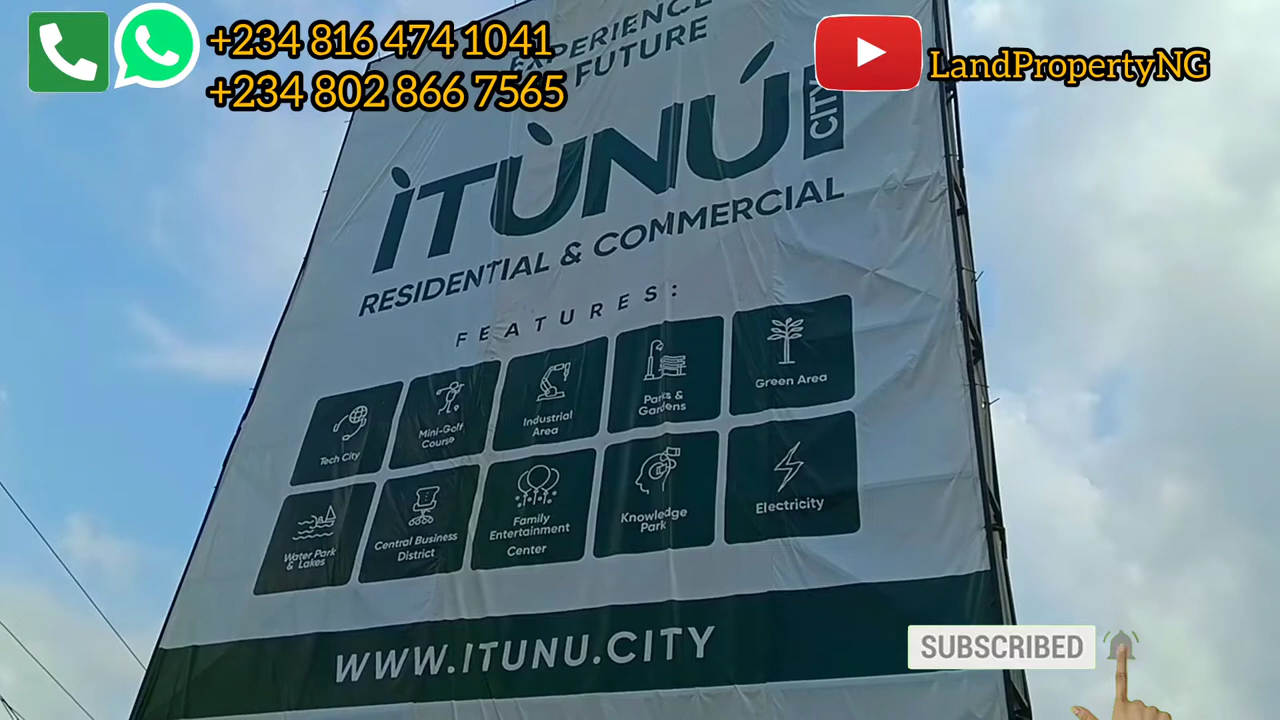 +234 816 474 1041
+234 802 866 7565
LandPropertyNG
EXPERIENCE
FUTURE
ÌTÙNÚ
CITY
RESIDENTIAL & COMMERCIAL
FEATURES:
Tech City
Mini-Golf
Course
Industrial
Area
Parks &
Gardens
Green Area
Water Park
& Lakes
Central Business
District
Family
Entertainment
Center
Knowledge
Park
Electricity
WWW.ITUNU.CITY
SUBSCRIBED